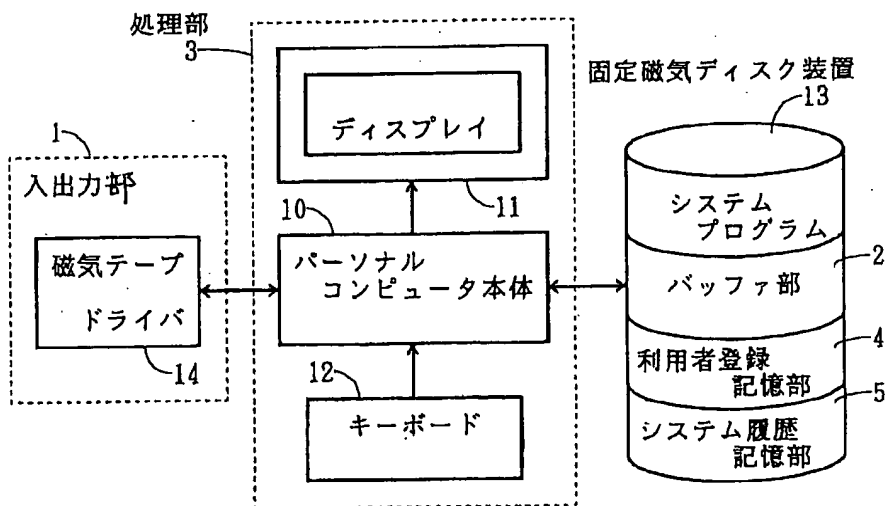 処理部
3
ディスプレイ
11
1
入出力部
磁気テープ
ドライバ
14
10
パーソナル
コンピュータ本体
12
キーボード
固定磁気ディスク装置
13
システム
プログラム
2
バッファ部
4
利用者登録
記憶部
5
システム履歴
記憶部